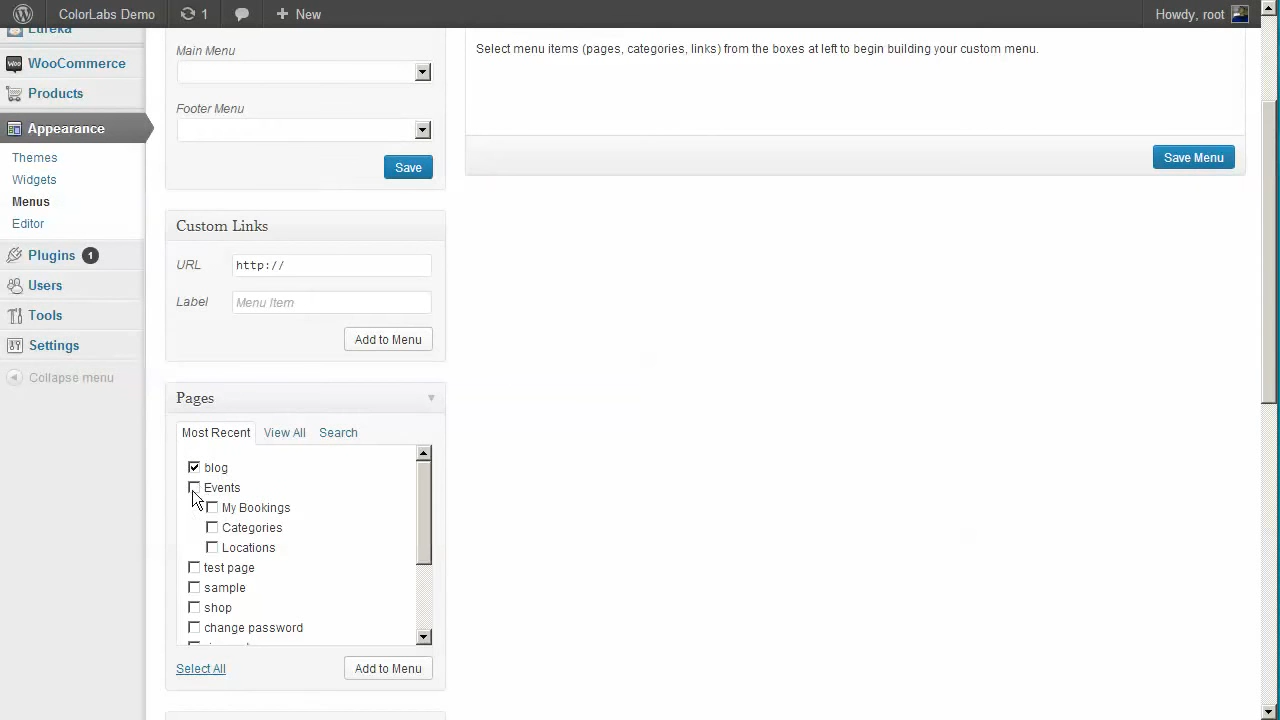 ColorLabs Demo 1 New Howdy, root
Eureka
WooCommerce
Products
Appearance
Themes
Widgets
Menus
Editor
Plugins 1
Users
Tools
Settings
Collapse menu
Main Menu
Footer Menu
Save
Custom Links
URL http://
Label Menu Item
Add to Menu
Pages
Most Recent View All Search
blog
Events
My Bookings
Categories
Locations
test page
sample
shop
change password
Select All Add to Menu
Select menu items (pages, categories, links) from the boxes at left to begin building your custom menu.
Save Menu